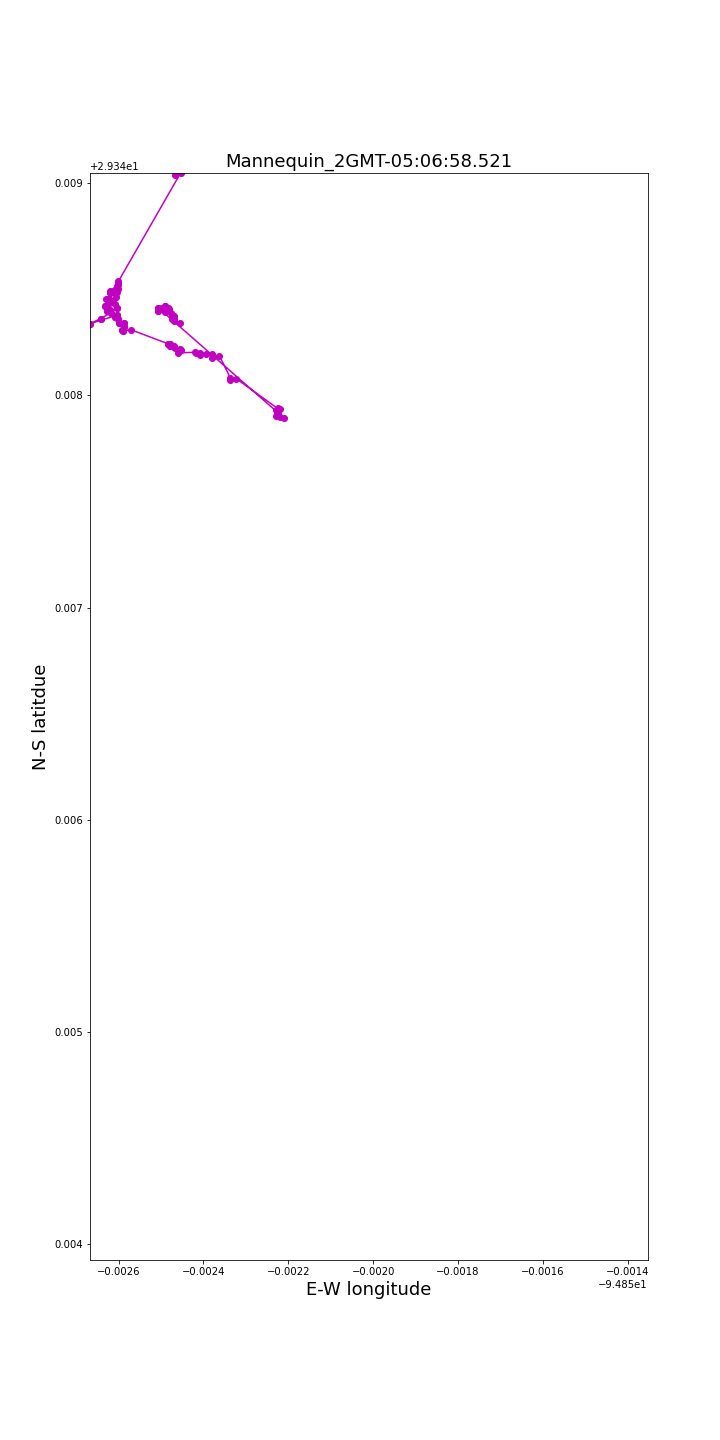 Mannequin_2GMT-05:06:58.521
+2.934e1
0.009
0.008
0.007
0.006
0.005
0.004
N-S latitdue
−0.0026 −0.0024 −0.0022 −0.0020 −0.0018 −0.0016 −0.0014
−9.485e1
E-W longitude